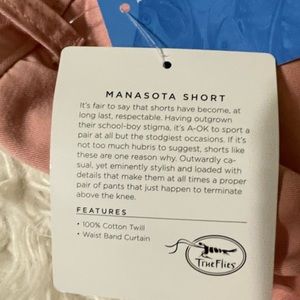 MANASOTA SHORT
It's fair to say that shorts have become, at
long last, respectable. Having outgrown
their school-boy stigma, it's A-OK to sport a
pair at all but the stodgiest occasions. If it's
not too much hubris to suggest, shorts like
these are one reason why. Outwardly ca-
sual, yet eminently stylish and loaded with
details that make them at all times a proper
pair of pants that just happen to terminate
above the knee.
FEATURES
• 100% Cotton Twill
• Waist Band Curtain
TrueFlies